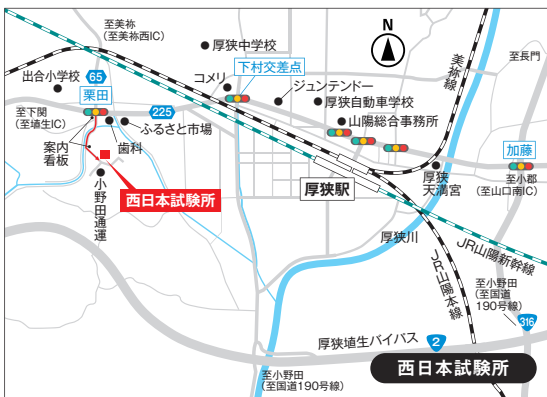 至美祢
(至美祢西IC)
厚狭中学校
N
美祢線
至長門
出合小学校
65
栗田
コメリ
下村交差点
ジュンテンドー
厚狭自動車学校
山陽総合事務所
至下関
(至埴生IC)
225
ふるさと市場
歯科
案内
看板
加藤
至小郡
(至山口南IC)
厚狭
天満宮
厚狭駅
西日本試験所
小野田通運
厚狭川
JR山陽本線
JR山陽新幹線
至小野田
(至国道
190号線)
316
厚狭埴生バイパス
2
西日本試験所
至小野田
(至国道190号線)